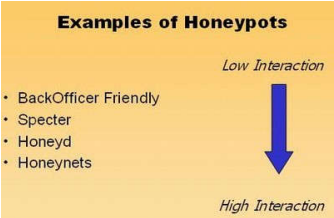 Examples of Honeypots
Low Interaction
• BackOfficer Friendly
• Specter
• Honeyd
• Honeynets
High Interaction